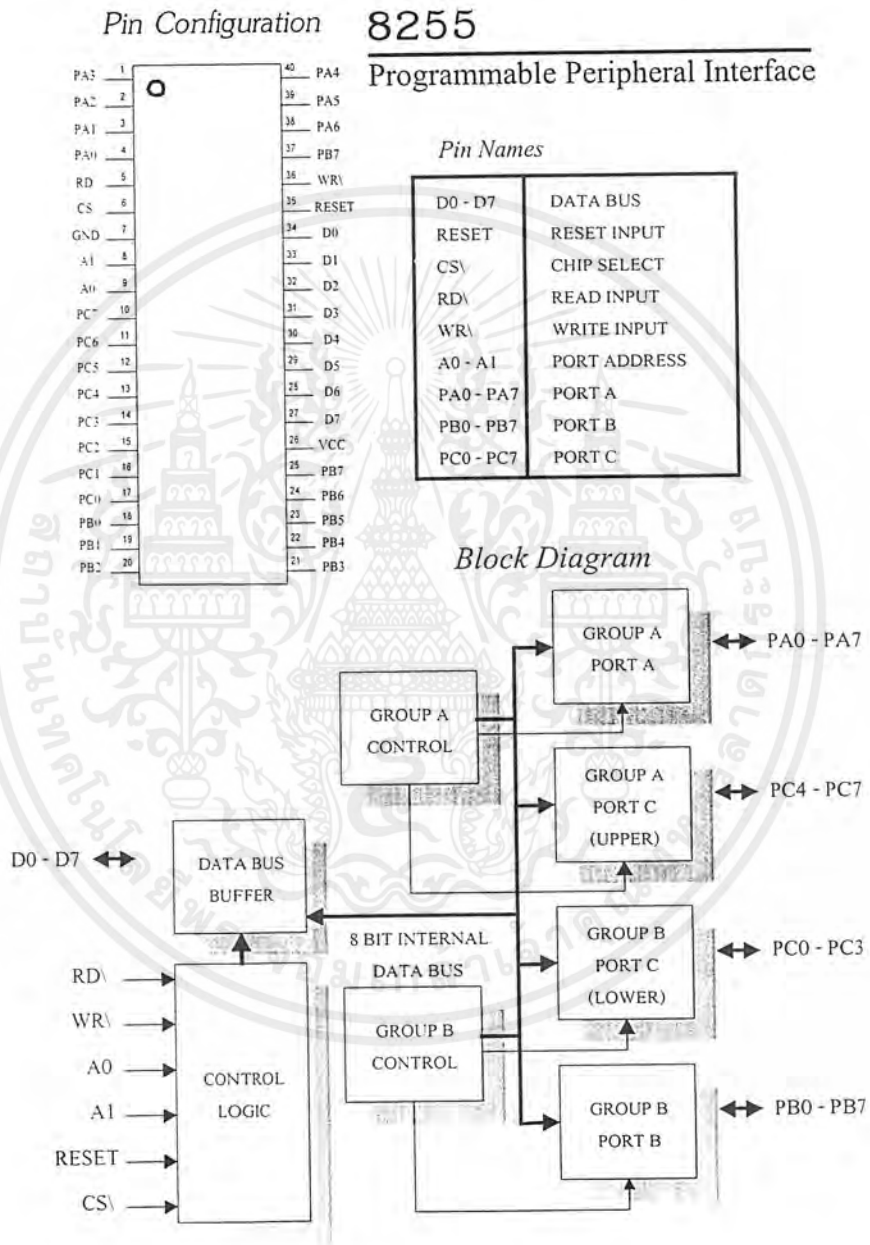 Pin Configuration
8255
Programmable Peripheral Interface
PA3 1 40 PA4
PA2 2 39 PA5
PA1 3 38 PA6
PA0 4 37 PB7
RD 5 36 WR\
CS 6 35 RESET
GND 7 34 D0
A1 8 33 D1
A0 9 32 D2
PC7 10 31 D3
PC6 11 30 D4
PC5 12 29 D5
PC4 13 28 D6
PC3 14 27 D7
PC2 15 26 VCC
PC1 16 25 PB7
PC0 17 24 PB6
PB0 18 23 PB5
PB1 19 22 PB4
PB2 20 21 PB3
Pin Names
D0 - D7 DATA BUS
RESET RESET INPUT
CS\ CHIP SELECT
RD\ READ INPUT
WR\ WRITE INPUT
A0 - A1 PORT ADDRESS
PA0 - PA7 PORT A
PB0 - PB7 PORT B
PC0 - PC7 PORT C
Block Diagram
GROUP A
PORT A
PA0 - PA7
GROUP A
CONTROL
GROUP A
PORT C
(UPPER)
PC4 - PC7
D0 - D7
DATA BUS
BUFFER
8 BIT INTERNAL
DATA BUS
GROUP B
PORT C
(LOWER)
PC0 - PC3
RD\
WR\
A0
A1
RESET
CS\
CONTROL
LOGIC
GROUP B
CONTROL
GROUP B
PORT B
PB0 - PB7